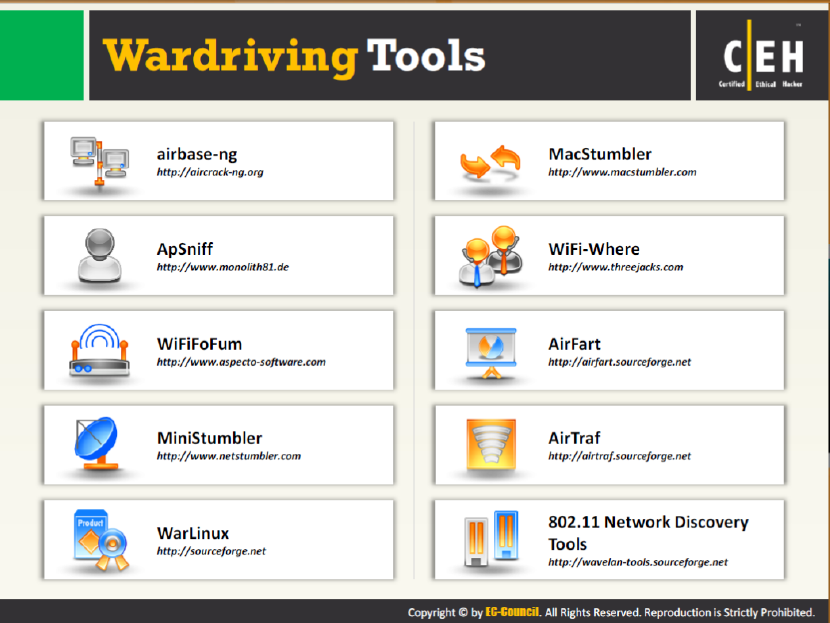 Wardriving Tools
CEH
Certified Ethical Hacker
airbase-ng
http://aircrack-ng.org
ApSniff
http://www.monolith81.de
WiFiFoFum
http://www.aspecto-software.com
MiniStumbler
http://www.netstumbler.com
Product
WarLinux
http://sourceforge.net
MacStumbler
http://www.macstumbler.com
WiFi-Where
http://www.threejacks.com
AirFart
http://airfart.sourceforge.net
AirTraf
http://airtraf.sourceforge.net
802.11 Network Discovery
Tools
http://wavelan-tools.sourceforge.net
Copyright © by EC-Council. All Rights Reserved. Reproduction is Strictly Prohibited.